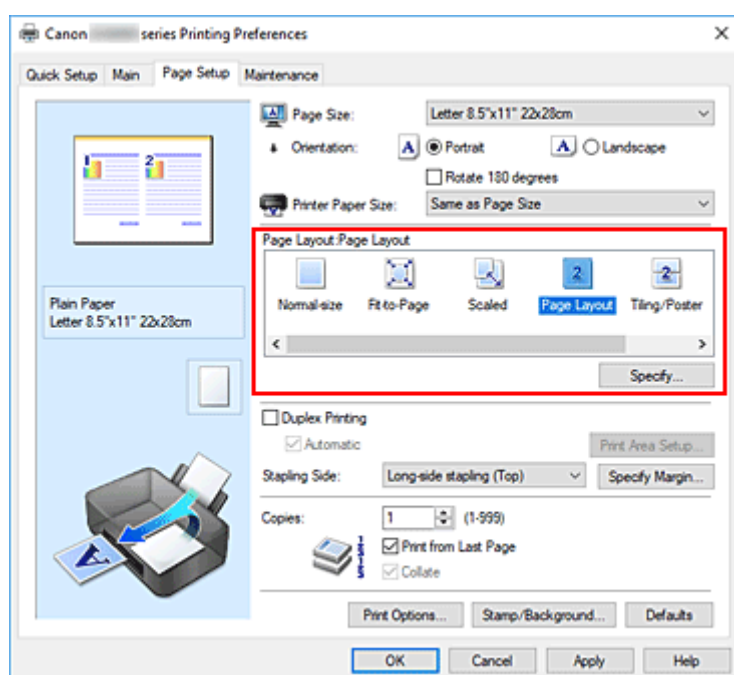 Canon series Printing Preferences
Quick Setup Main Page Setup Maintenance
1 2
Plain Paper
Letter 8.5"x11" 22x28cm
Page Size: Letter 8.5"x11" 22x28cm
Orientation: A Portrait A Landscape
Rotate 180 degrees
Printer Paper Size: Same as Page Size
Page Layout:Page Layout
2 2
Normal-size Fit-to-Page Scaled Page Layout Tiling/Poster
Specify...
Duplex Printing
Automatic Print Area Setup...
Stapling Side: Long-side stapling (Top) Specify Margin...
Copies: 1 (1-999)
Print from Last Page
Collate
A
Print Options... Stamp/Background... Defaults
OK Cancel Apply Help